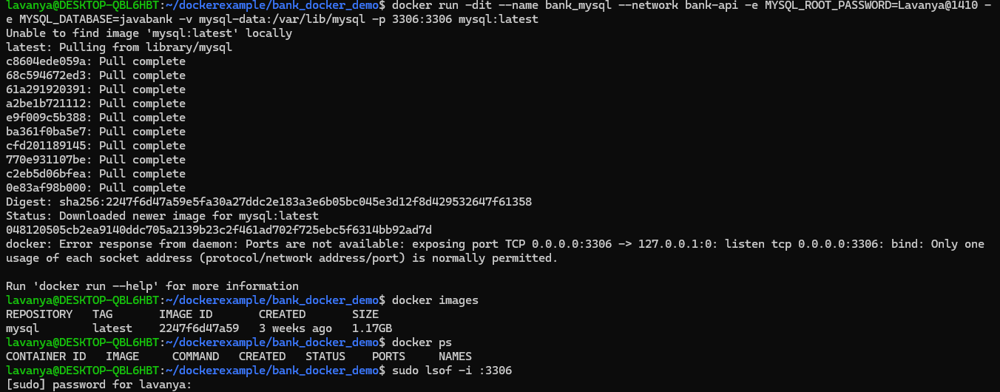 lavanya@DESKTOP-QBL6HBT:~/dockerexample/bank_docker_demo$ docker run -dit --name bank_mysql --network bank-api -e MYSQL_ROOT_PASSWORD=Lavanya@1410 -
e MYSQL_DATABASE=javabank -v mysql-data:/var/lib/mysql -p 3306:3306 mysql:latest
Unable to find image 'mysql:latest' locally
latest: Pulling from library/mysql
c8604ede059a: Pull complete
68c594672ed3: Pull complete
61a291920391: Pull complete
a2be1b721112: Pull complete
e9f009c5b388: Pull complete
ba361f0ba5e7: Pull complete
cfd201189145: Pull complete
770e931107be: Pull complete
c2eb5d06bfea: Pull complete
0e83af98b000: Pull complete
Digest: sha256:2247f6d47a59e5fa30a27ddc2e183a3e6b05bc045e3d12f8d429532647f61358
Status: Downloaded newer image for mysql:latest
048120505cb2ea9140ddc705a2139b23c2f461ad702f725ebc5f6314bb92ad7d
docker: Error response from daemon: Ports are not available: exposing port TCP 0.0.0.0:3306 -> 127.0.0.1:0: listen tcp 0.0.0.0:3306: bind: Only one
usage of each socket address (protocol/network address/port) is normally permitted.
Run 'docker run --help' for more information
lavanya@DESKTOP-QBL6HBT:~/dockerexample/bank_docker_demo$ docker images
REPOSITORY   TAG       IMAGE ID       CREATED       SIZE
mysql        latest    2247f6d47a59   3 weeks ago   1.17GB
lavanya@DESKTOP-QBL6HBT:~/dockerexample/bank_docker_demo$ docker ps
CONTAINER ID   IMAGE     COMMAND   CREATED   STATUS    PORTS     NAMES
lavanya@DESKTOP-QBL6HBT:~/dockerexample/bank_docker_demo$ sudo lsof -i :3306
[sudo] password for lavanya: